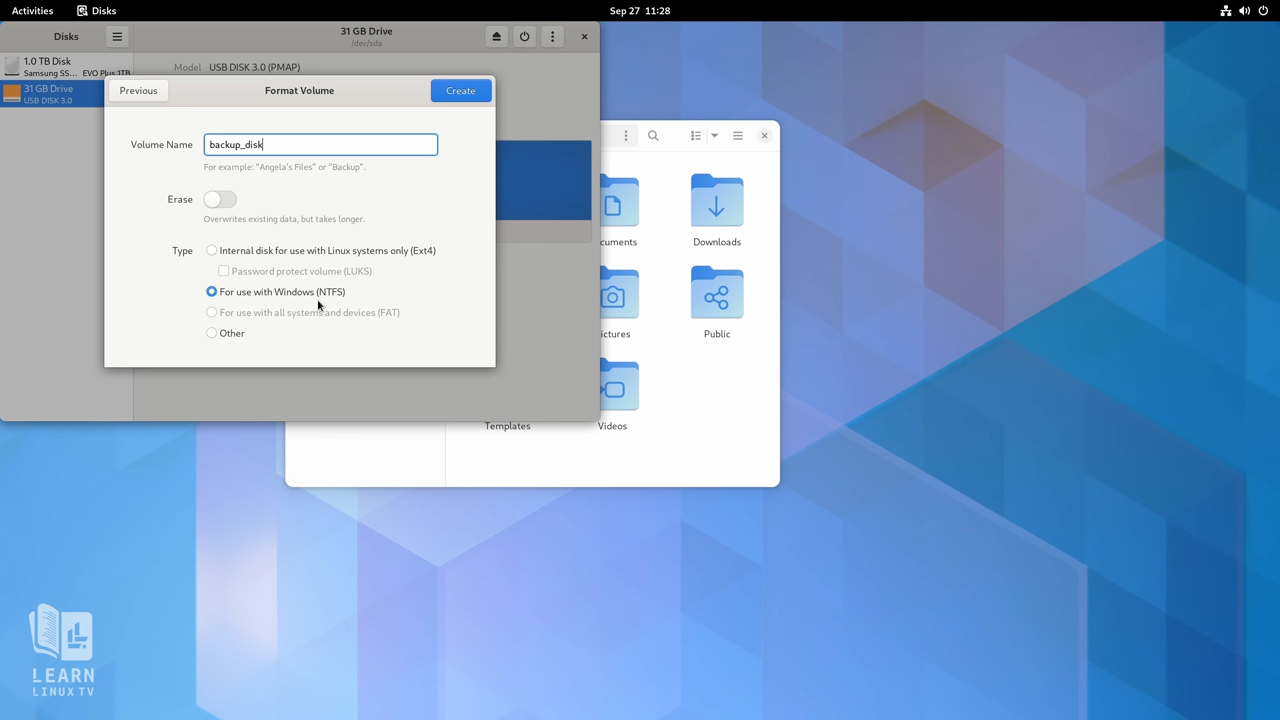 Activities
Disks
Sep 27 11:28
Disks
31 GB Drive
/dev/sda
1.0 TB Disk
Samsung SS... EVO Plus 1TB
31 GB Drive
USB DISK 3.0
Model USB DISK 3.0 (PMAP)
Previous
Format Volume
Create
Volume Name backup_disk
For example: "Angela's Files" or "Backup".
Erase
Overwrites existing data, but takes longer.
Type Internal disk for use with Linux systems only (Ext4)
Password protect volume (LUKS)
For use with Windows (NTFS)
For use with all systems and devices (FAT)
Other
cuments
Downloads
ictures
Public
Templates
Videos
LEARN
LINUX TV